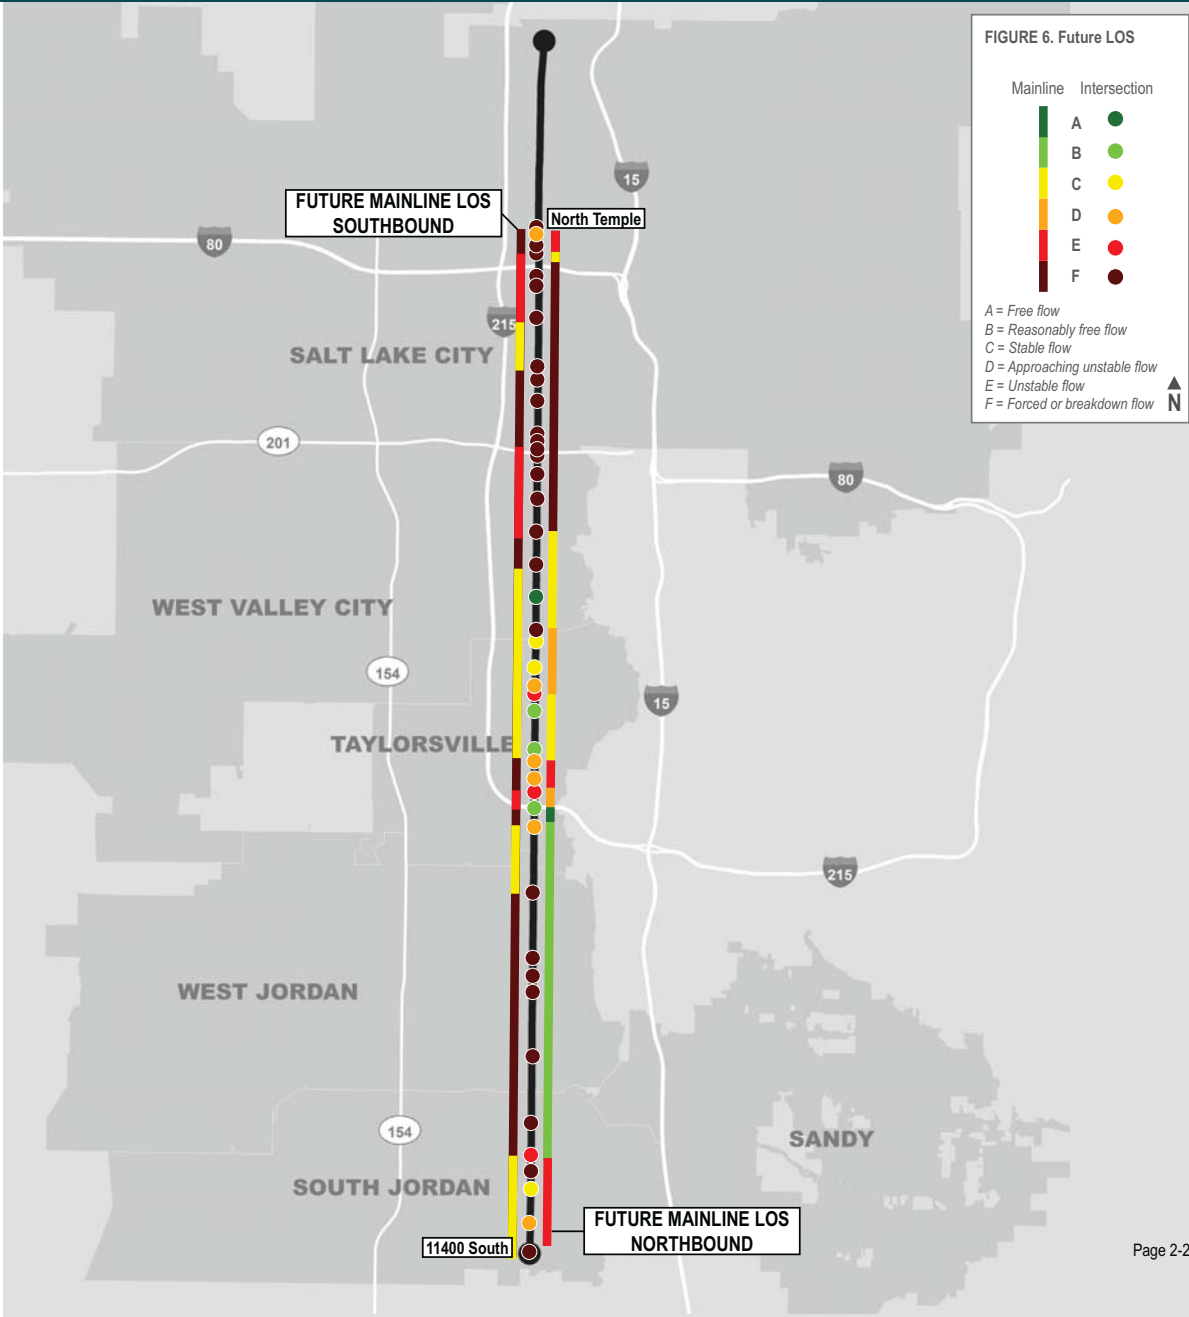 FIGURE 6. Future LOS
Mainline Intersection
A
B
C
D
E
F
A = Free flow
B = Reasonably free flow
C = Stable flow
D = Approaching unstable flow
E = Unstable flow
F = Forced or breakdown flow
N
15
FUTURE MAINLINE LOS
SOUTHBOUND
North Temple
80
215
SALT LAKE CITY
201
80
WEST VALLEY CITY
154
15
TAYLORSVILLE
215
WEST JORDAN
154
SANDY
SOUTH JORDAN
FUTURE MAINLINE LOS
NORTHBOUND
11400 South
Page 2-2